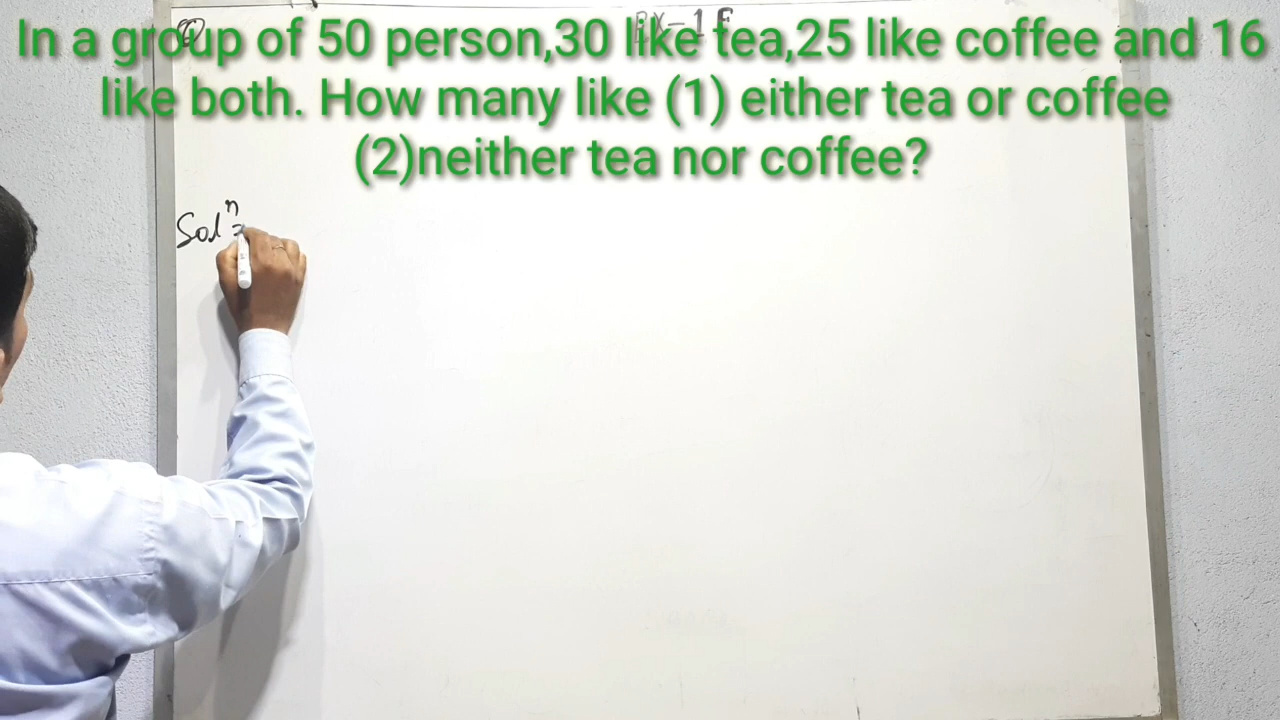 In a group of 50 person,30 like tea,25 like coffee and 16
like both. How many like (1) either tea or coffee
(2)neither tea nor coffee?
Solⁿ